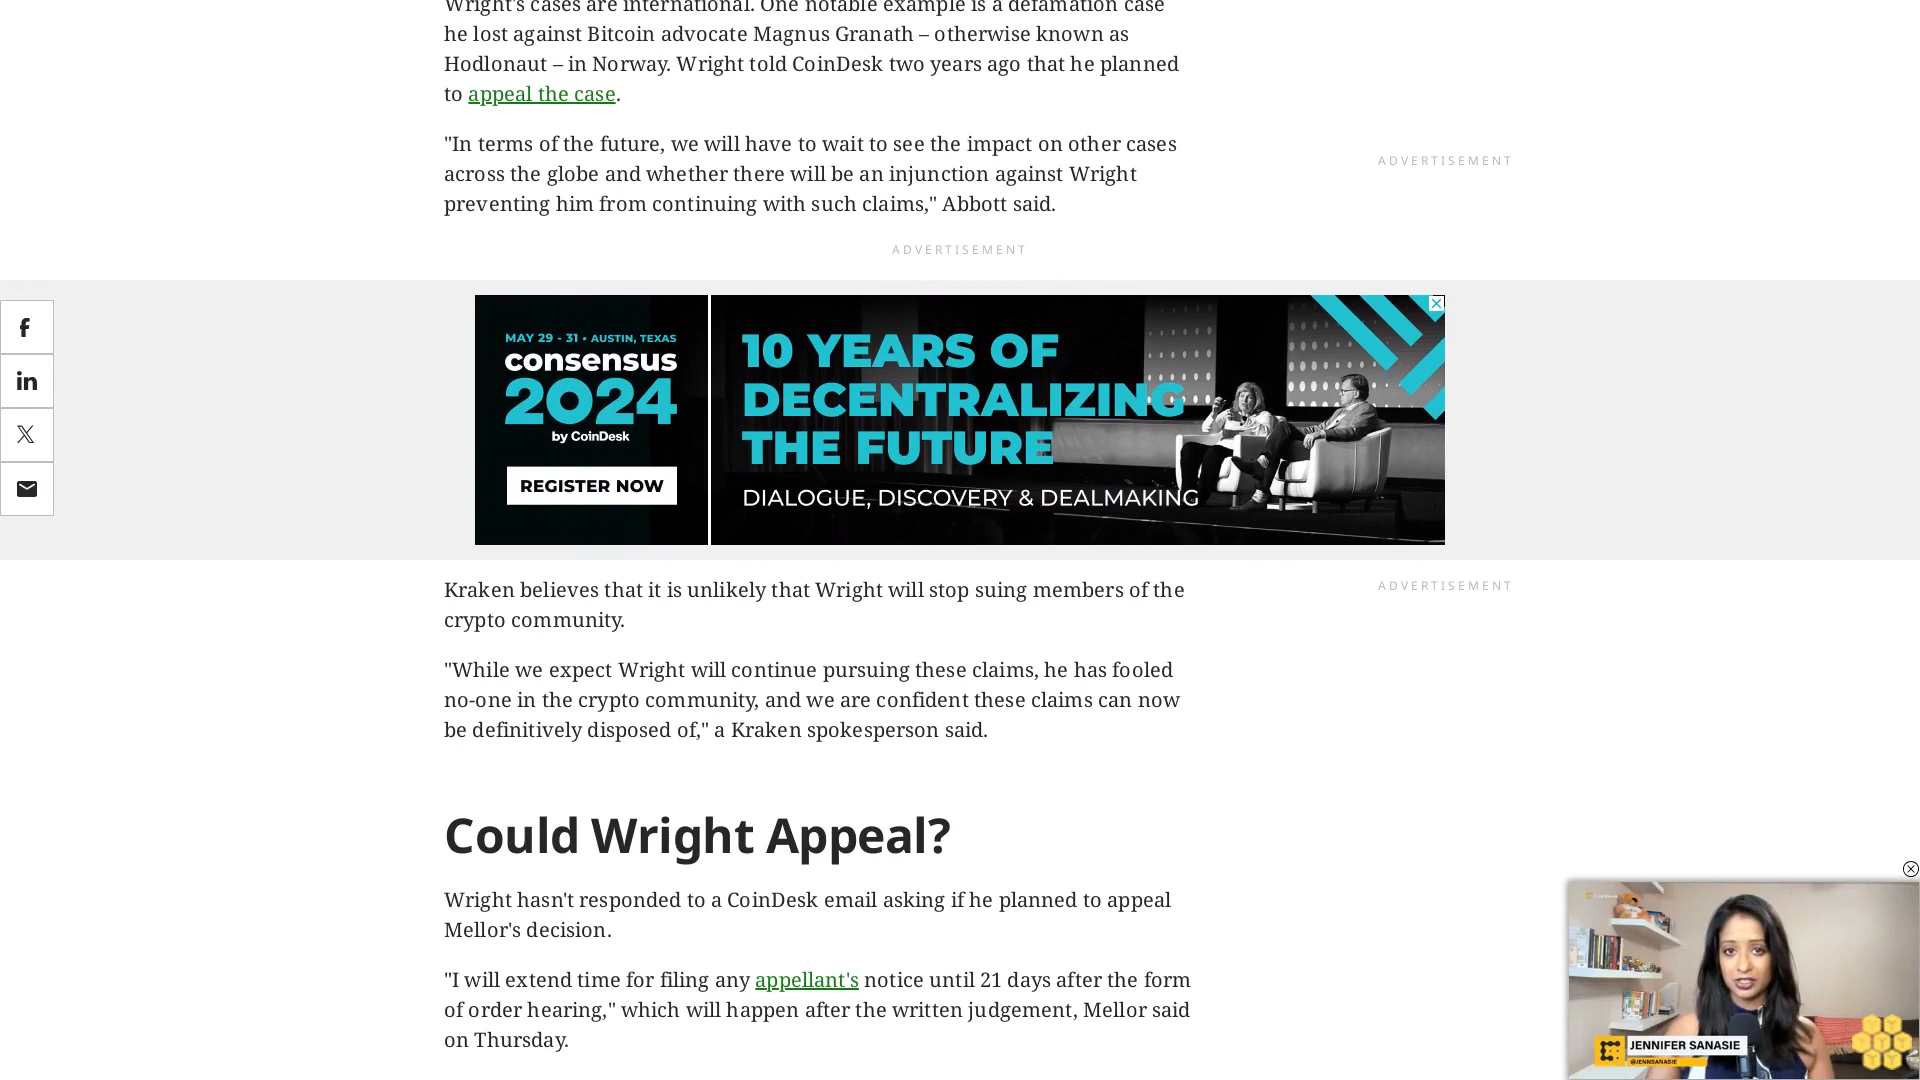 Wright's cases are international. One notable example is a defamation case
he lost against Bitcoin advocate Magnus Granath – otherwise known as
Hodlonaut – in Norway. Wright told CoinDesk two years ago that he planned
to appeal the case.
"In terms of the future, we will have to wait to see the impact on other cases
across the globe and whether there will be an injunction against Wright
preventing him from continuing with such claims," Abbott said.
ADVERTISEMENT
ADVERTISEMENT
MAY 29 - 31 • AUSTIN, TEXAS
consensus
2024
by CoinDesk
REGISTER NOW
10 YEARS OF
DECENTRALIZING
THE FUTURE
DIALOGUE, DISCOVERY & DEALMAKING
Kraken believes that it is unlikely that Wright will stop suing members of the
crypto community.
ADVERTISEMENT
"While we expect Wright will continue pursuing these claims, he has fooled
no-one in the crypto community, and we are confident these claims can now
be definitively disposed of," a Kraken spokesperson said.
Could Wright Appeal?
Wright hasn't responded to a CoinDesk email asking if he planned to appeal
Mellor's decision.
"I will extend time for filing any appellant's notice until 21 days after the form
of order hearing," which will happen after the written judgement, Mellor said
on Thursday.
JENNIFER SANASIE
@JENNSANASIE